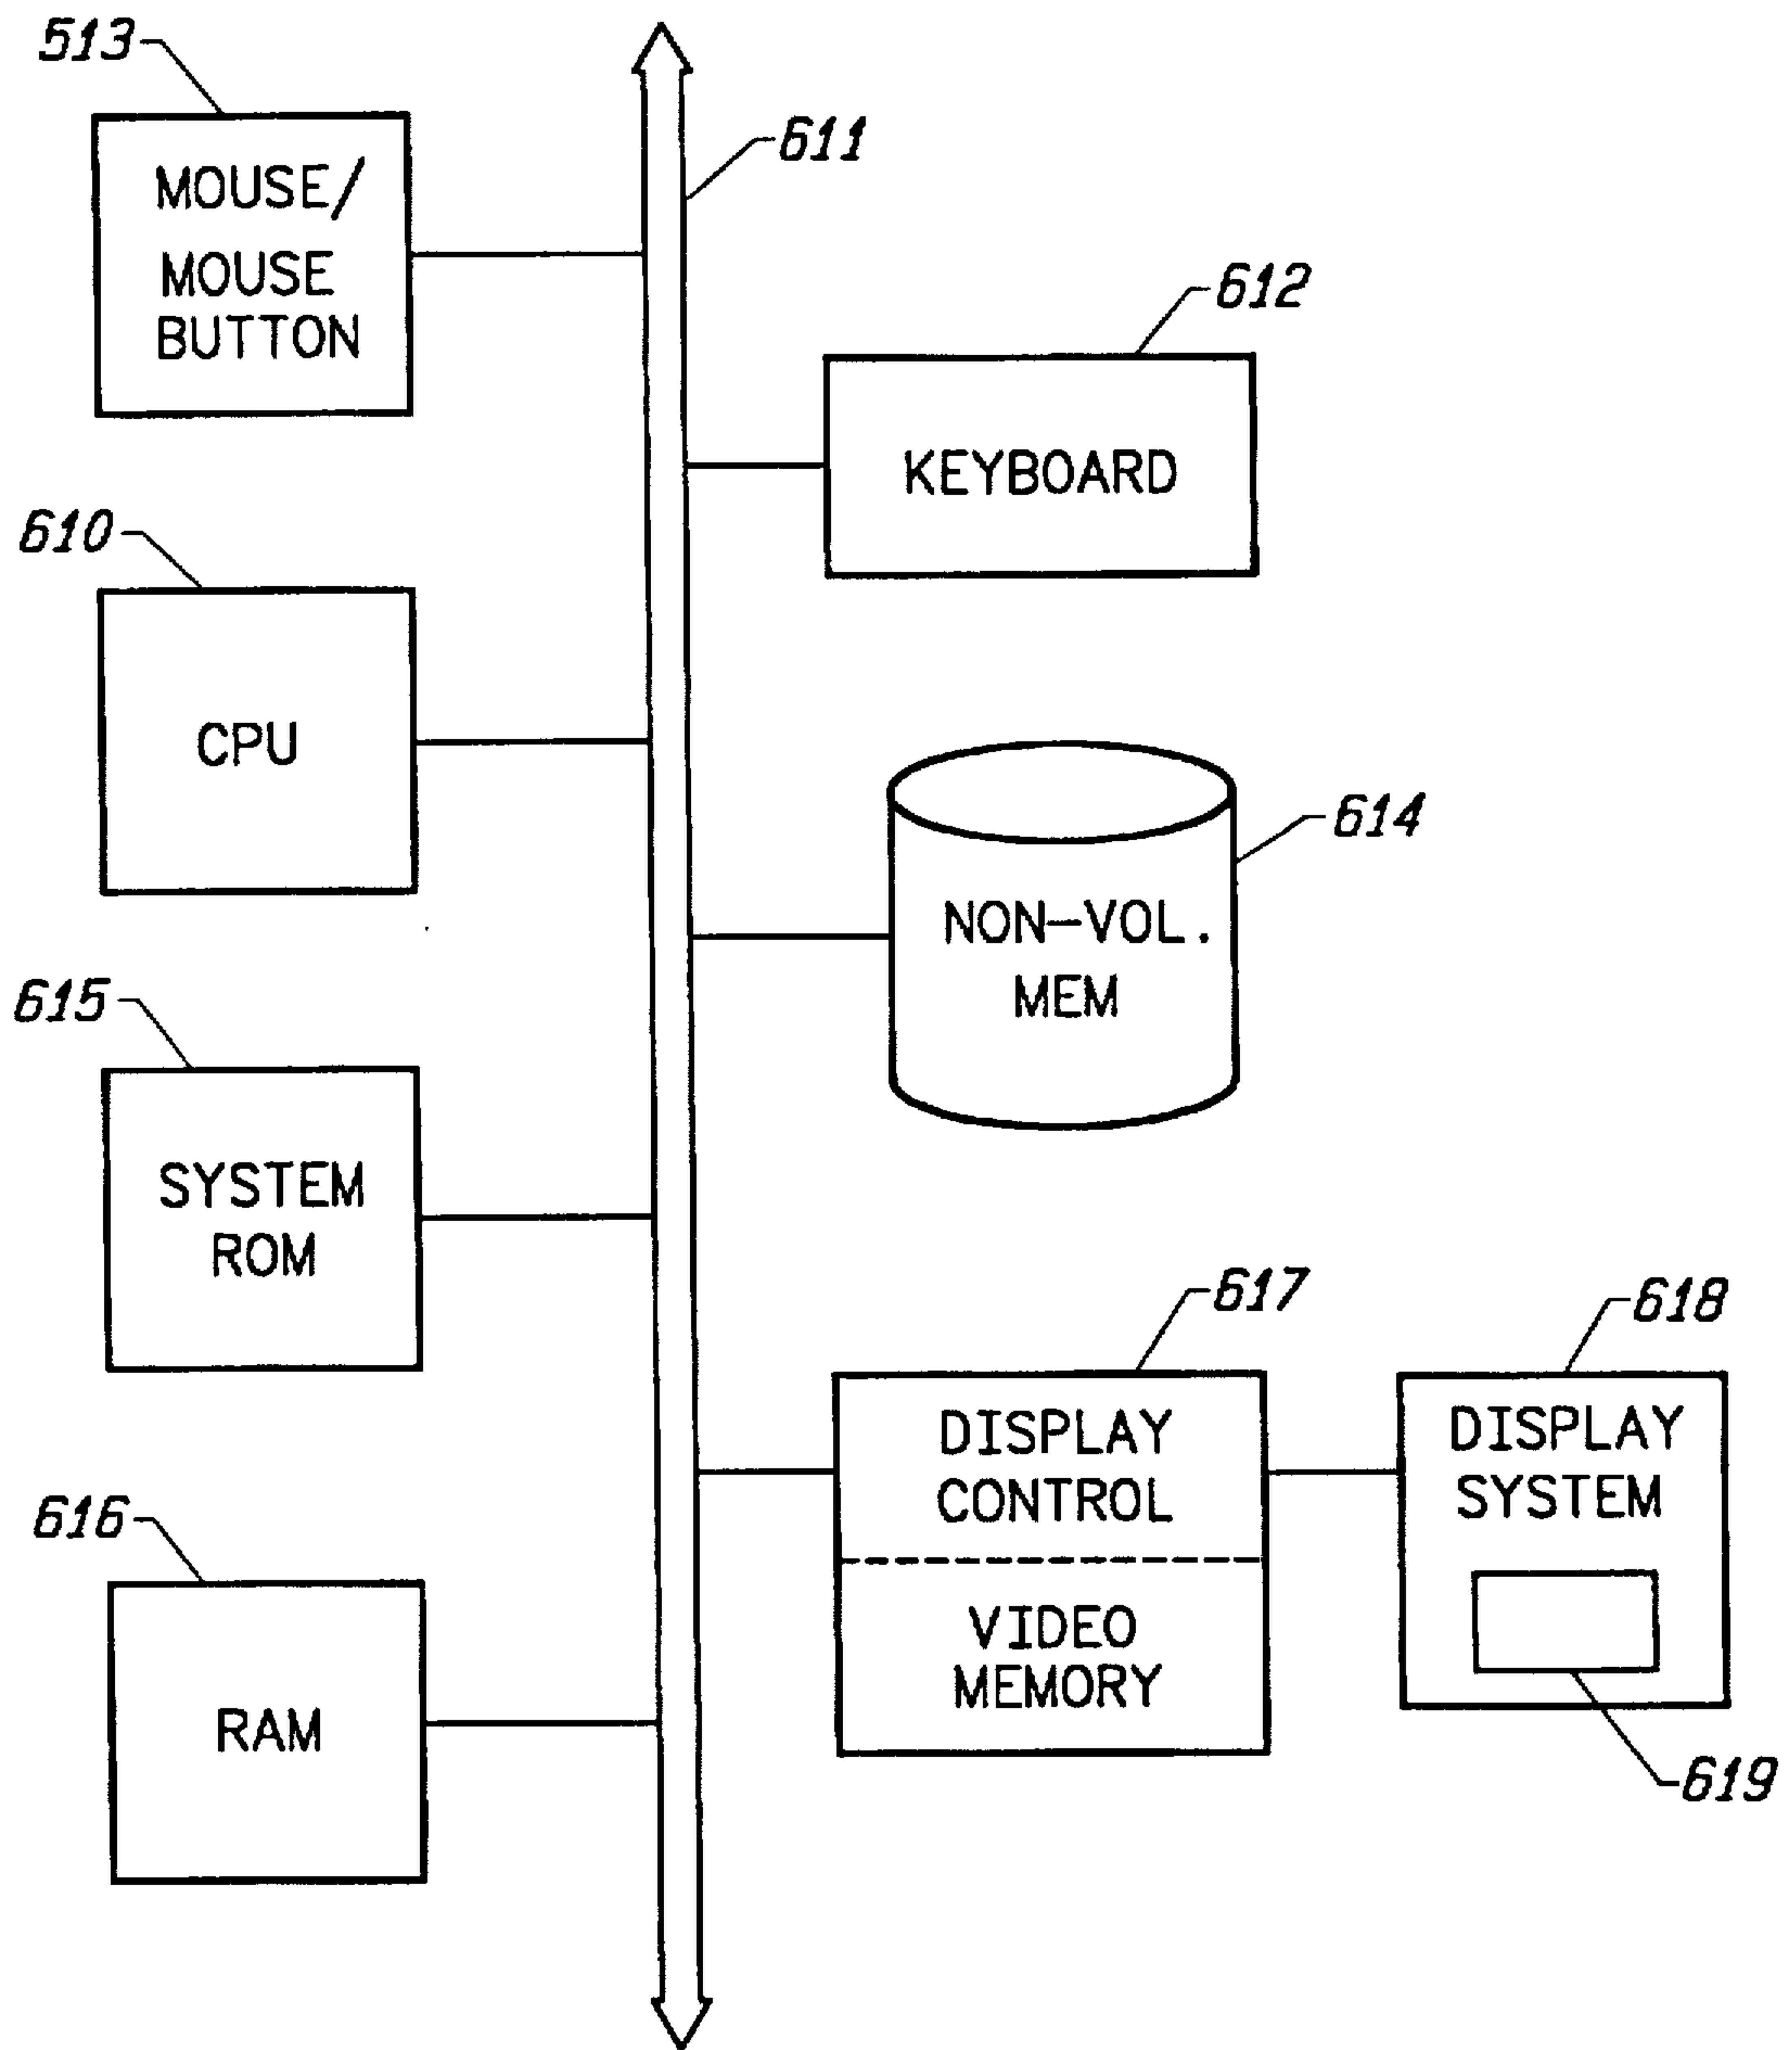 513
MOUSE/
MOUSE
BUTTON
611
612
KEYBOARD
610
CPU
614
NON-VOL.
MEM
615
SYSTEM
ROM
617
DISPLAY
CONTROL
VIDEO
MEMORY
618
DISPLAY
SYSTEM
619
616
RAM